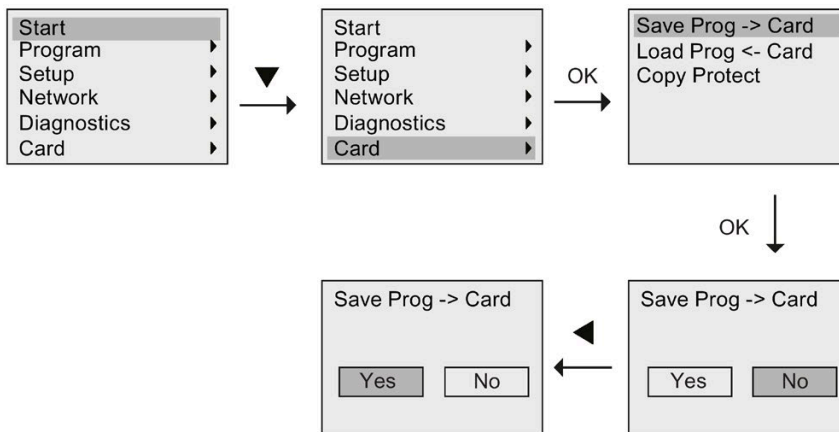 Start
Program
Setup
Network
Diagnostics
Card
Start
Program
Setup
Network
Diagnostics
Card
OK
Save Prog -> Card
Load Prog <- Card
Copy Protect
OK
Save Prog -> Card
Yes No
Save Prog -> Card
Yes No